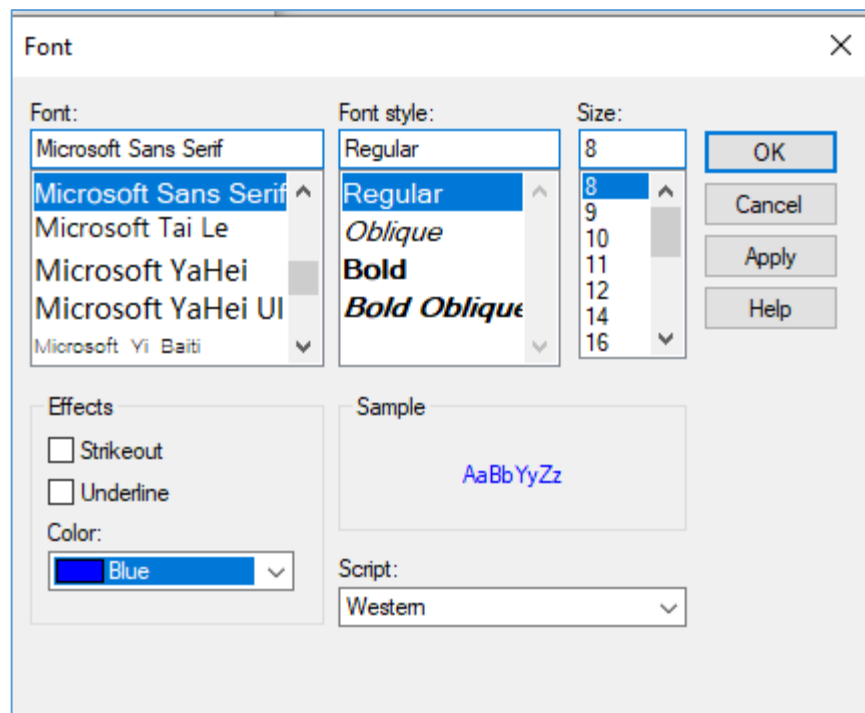 Font
Font:
Font style:
Size:
Microsoft Sans Serif
Regular
8
OK
Microsoft Sans Serif
Microsoft Tai Le
Microsoft YaHei
Microsoft YaHei UI
Microsoft Yi Baiti
Regular
Oblique
Bold
Bold Oblique
8
9
10
11
12
14
16
Cancel
Apply
Help
Effects
Strikeout
Underline
Color:
Blue
Sample
AaBbYyZz
Script:
Western